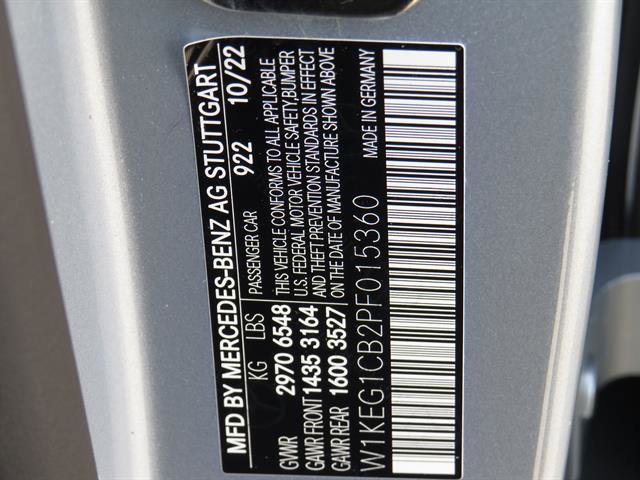 MFD BY MERCEDES-BENZ AG STUTTGART
KG LBS PASSENGER CAR 922 10/22
GVWR 2970 6548 THIS VEHICLE CONFORMS TO ALL APPLICABLE
U.S. FEDERAL MOTOR VEHICLE SAFETY,BUMPER
GAWR FRONT 1435 3164 AND THEFT PREVENTION STANDARDS IN EFFECT
GAWR REAR 1600 3527 ON THE DATE OF MANUFACTURE SHOWN ABOVE
W1KEG1CB2PF015360 MADE IN GERMANY